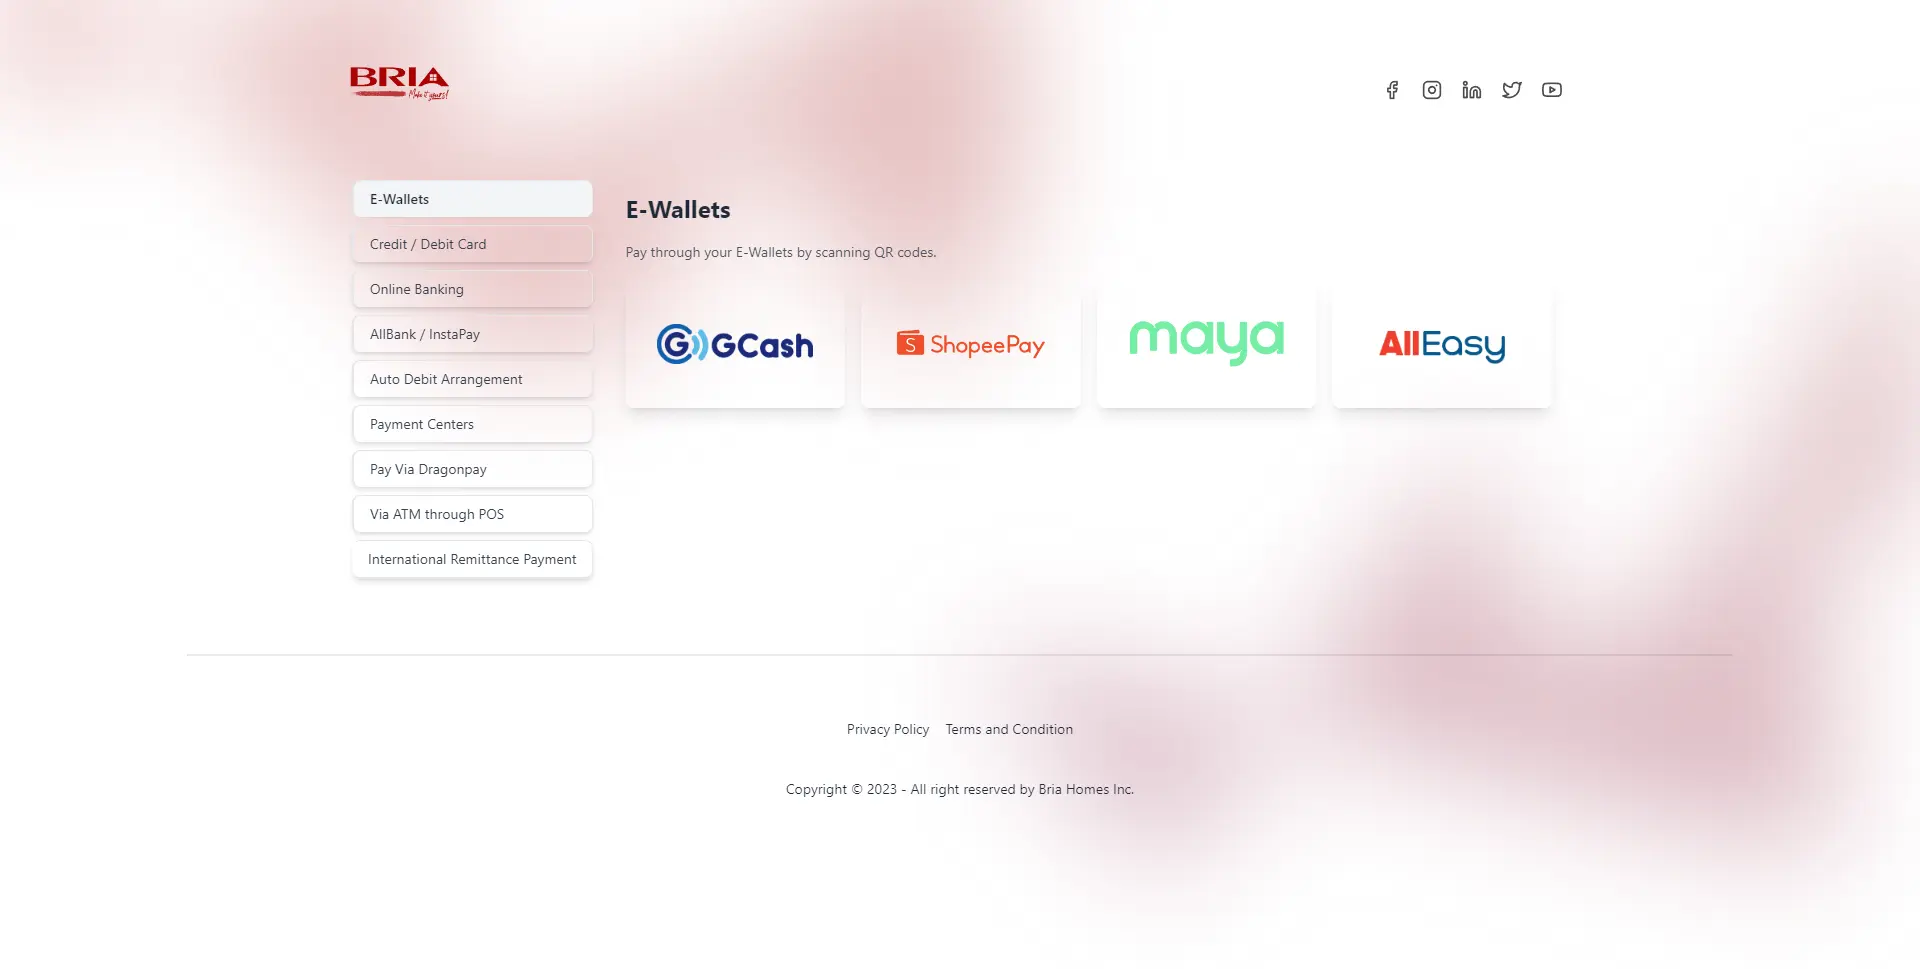 BRIA
Make it yours!
E-Wallets
Credit / Debit Card
Online Banking
AllBank / InstaPay
Auto Debit Arrangement
Payment Centers
Pay Via Dragonpay
Via ATM through POS
International Remittance Payment
E-Wallets
Pay through your E-Wallets by scanning QR codes.
GCash
ShopeePay
maya
AllEasy
Privacy Policy Terms and Condition
Copyright © 2023 - All right reserved by Bria Homes Inc.